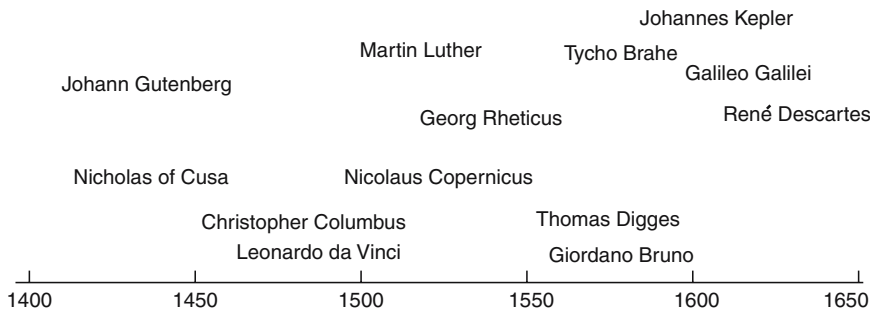 Johannes Kepler
Martin Luther
Tycho Brahe
Galileo Galilei
Johann Gutenberg
René Descartes
Georg Rheticus
Nicholas of Cusa
Nicolaus Copernicus
Christopher Columbus
Thomas Digges
Leonardo da Vinci
Giordano Bruno
1400 1450 1500 1550 1600 1650